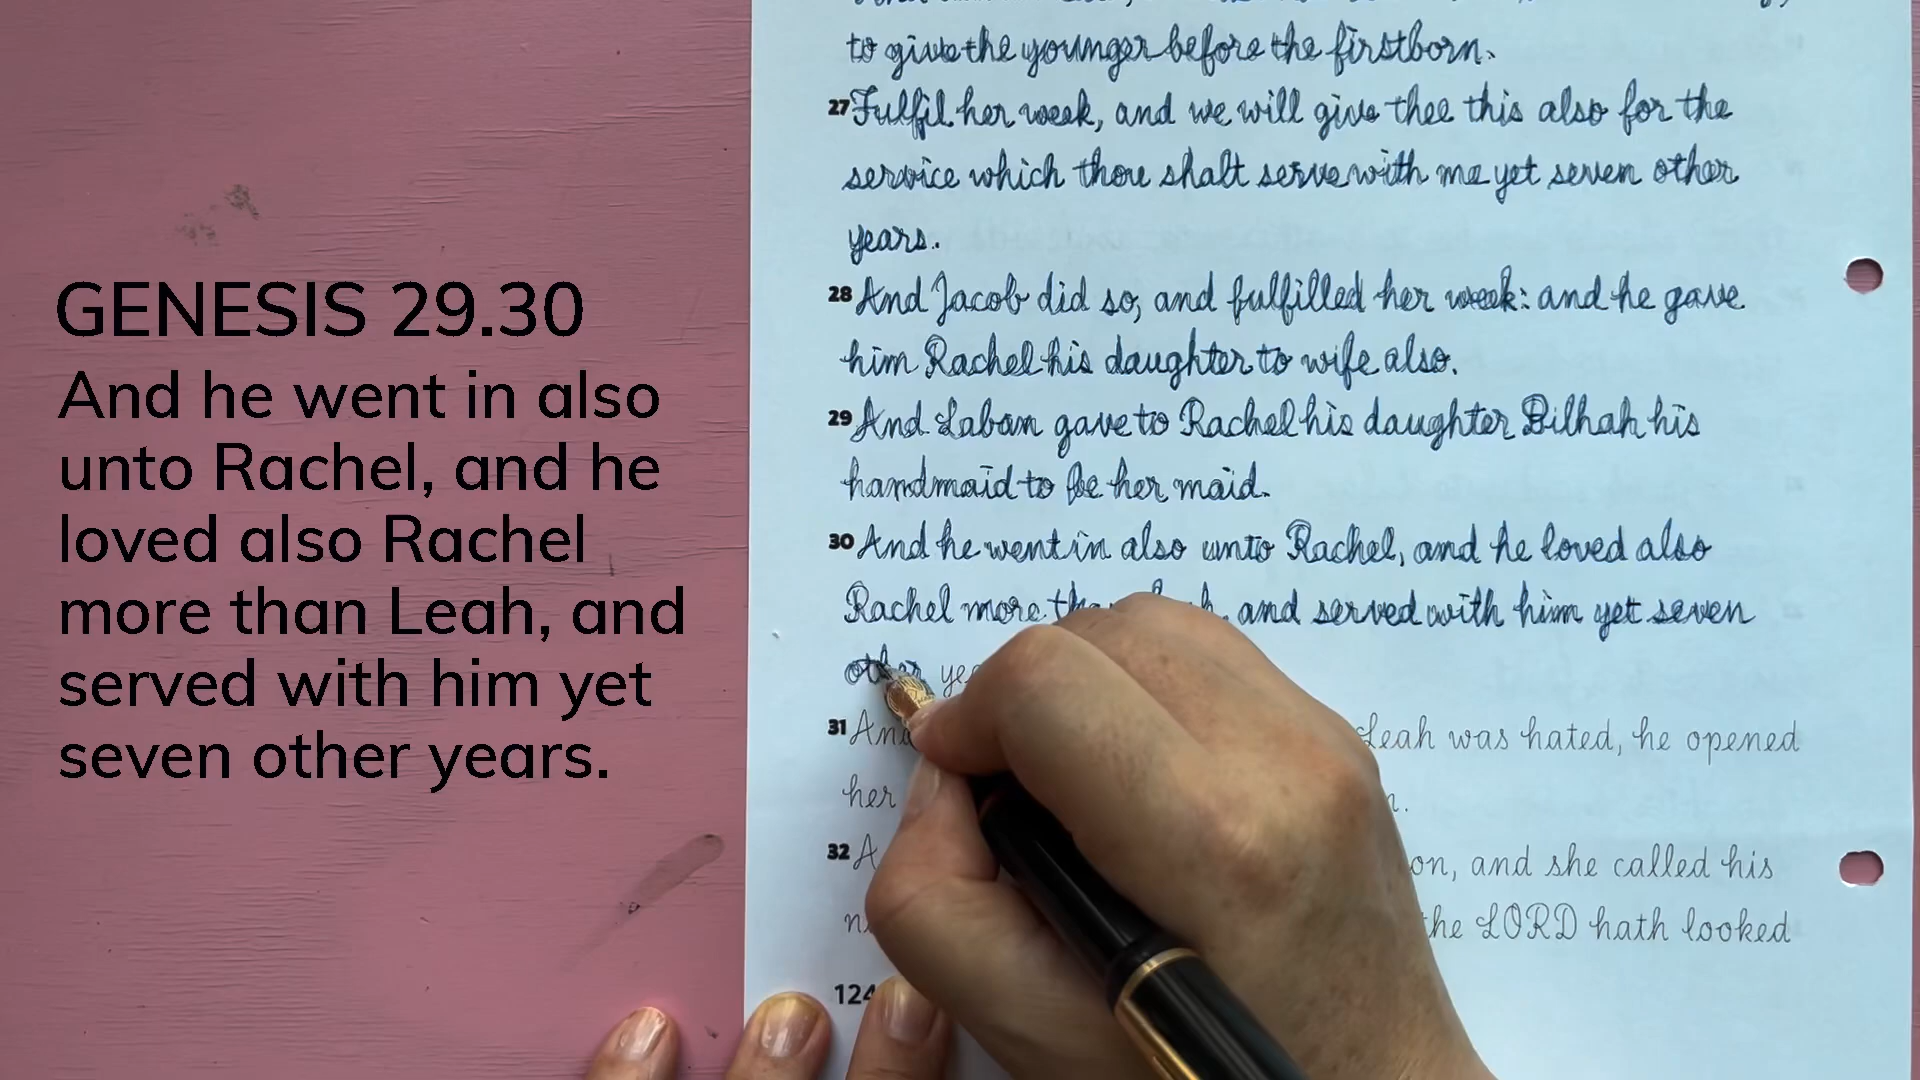 GENESIS 29.30
And he went in also
unto Rachel, and he
loved also Rachel
more than Leah, and
served with him yet
seven other years.
to give the younger before the firstborn.
27 Fulfil her week, and we will give thee this also for the
service which thou shalt serve with me yet seven other
years.
28 And Jacob did so, and fulfilled her week: and he gave
him Rachel his daughter to wife also.
29 And Laban gave to Rachel his daughter Bilhah his
handmaid to be her maid.
30 And he went in also unto Rachel, and he loved also
Rachel more and served with him yet seven
other
31 Leah was hated, he opened
her
32 and she called his
the LORD hath looked
124